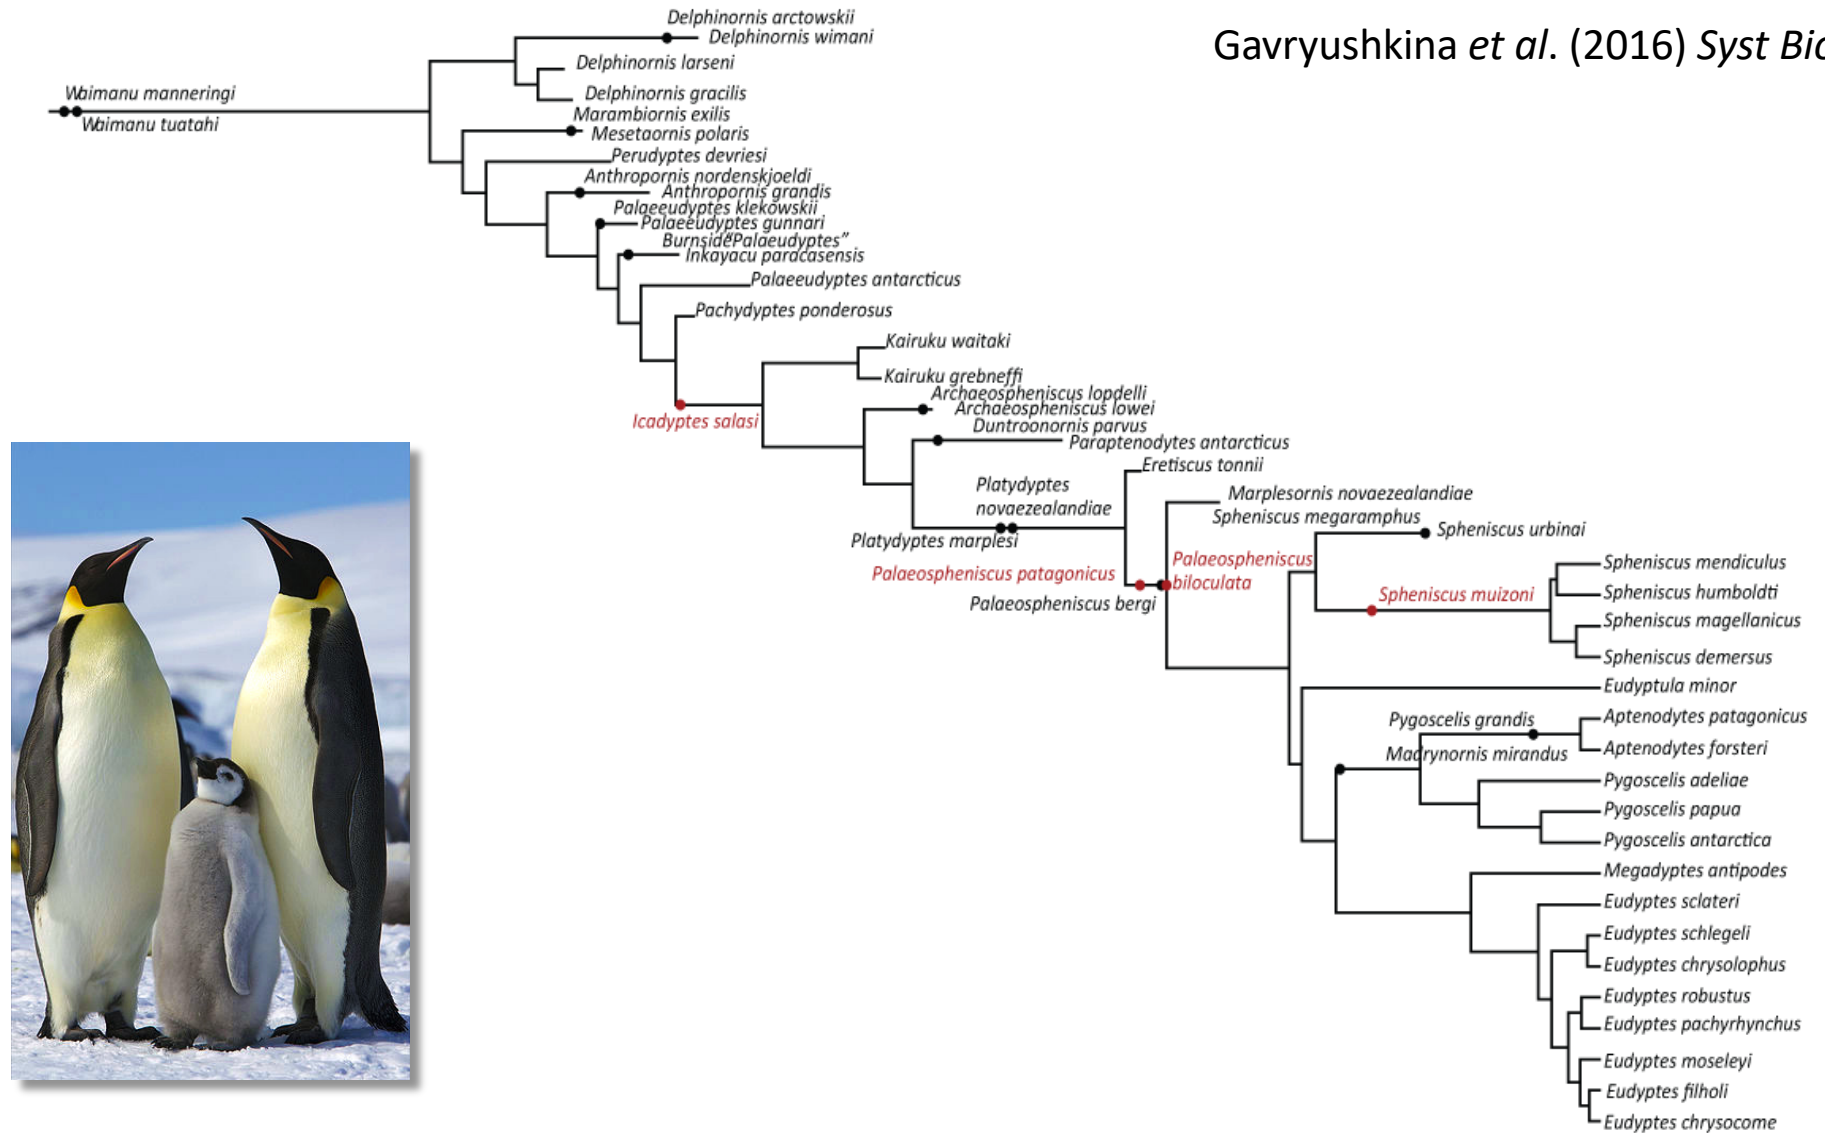 Delphinornis arctowskii
Gavryushkina et al. (2016) Syst
Delphinornis wimani
Delphinornis larseni
Delphinornis gracilis
Waimanu manneringi
Waimanu tuatahi
Marambiornis exilis
Mesetaornis polaris
Perudyptes devriesi
Anthropornis nordenskjoeldi
Anthropornis grandis
Palaeeudyptes klekowskii
Palaeeudyptes gunnari
Burnside "Palaeudyptes"
Inkayacu paracasensis
Palaeeudyptes antarcticus
Pachydyptes ponderosus
Kairuku waitaki
Kairuku grebneffi
Archaeospheniscus lopdelli
Archaeospheniscus lowei
Icadyptes salasi
Duntroonornis parvus
Paraptenodytes antarcticus
Eretiscus tonnii
Platydyptes
novaezealandiae
Platydyptes marplesi
Marplesornis novaezealandiae
Spheniscus megaramphus
Spheniscus urbinai
Palaeospheniscus patagonicus
Palaeospheniscus
biloculata
Palaeospheniscus bergi
Spheniscus muizoni
Spheniscus mendiculus
Spheniscus humboldti
Spheniscus magellanicus
Spheniscus demersus
Eudyptula minor
Pygoscelis grandis
Aptenodytes patagonicus
Madrynornis mirandus
Aptenodytes forsteri
Pygoscelis adeliae
Pygoscelis papua
Pygoscelis antarctica
Megadyptes antipodes
Eudyptes sclateri
Eudyptes schlegeli
Eudyptes chrysolophus
Eudyptes robustus
Eudyptes pachyrhynchus
Eudyptes moseleyi
Eudyptes filholi
Eudyptes chrysocome